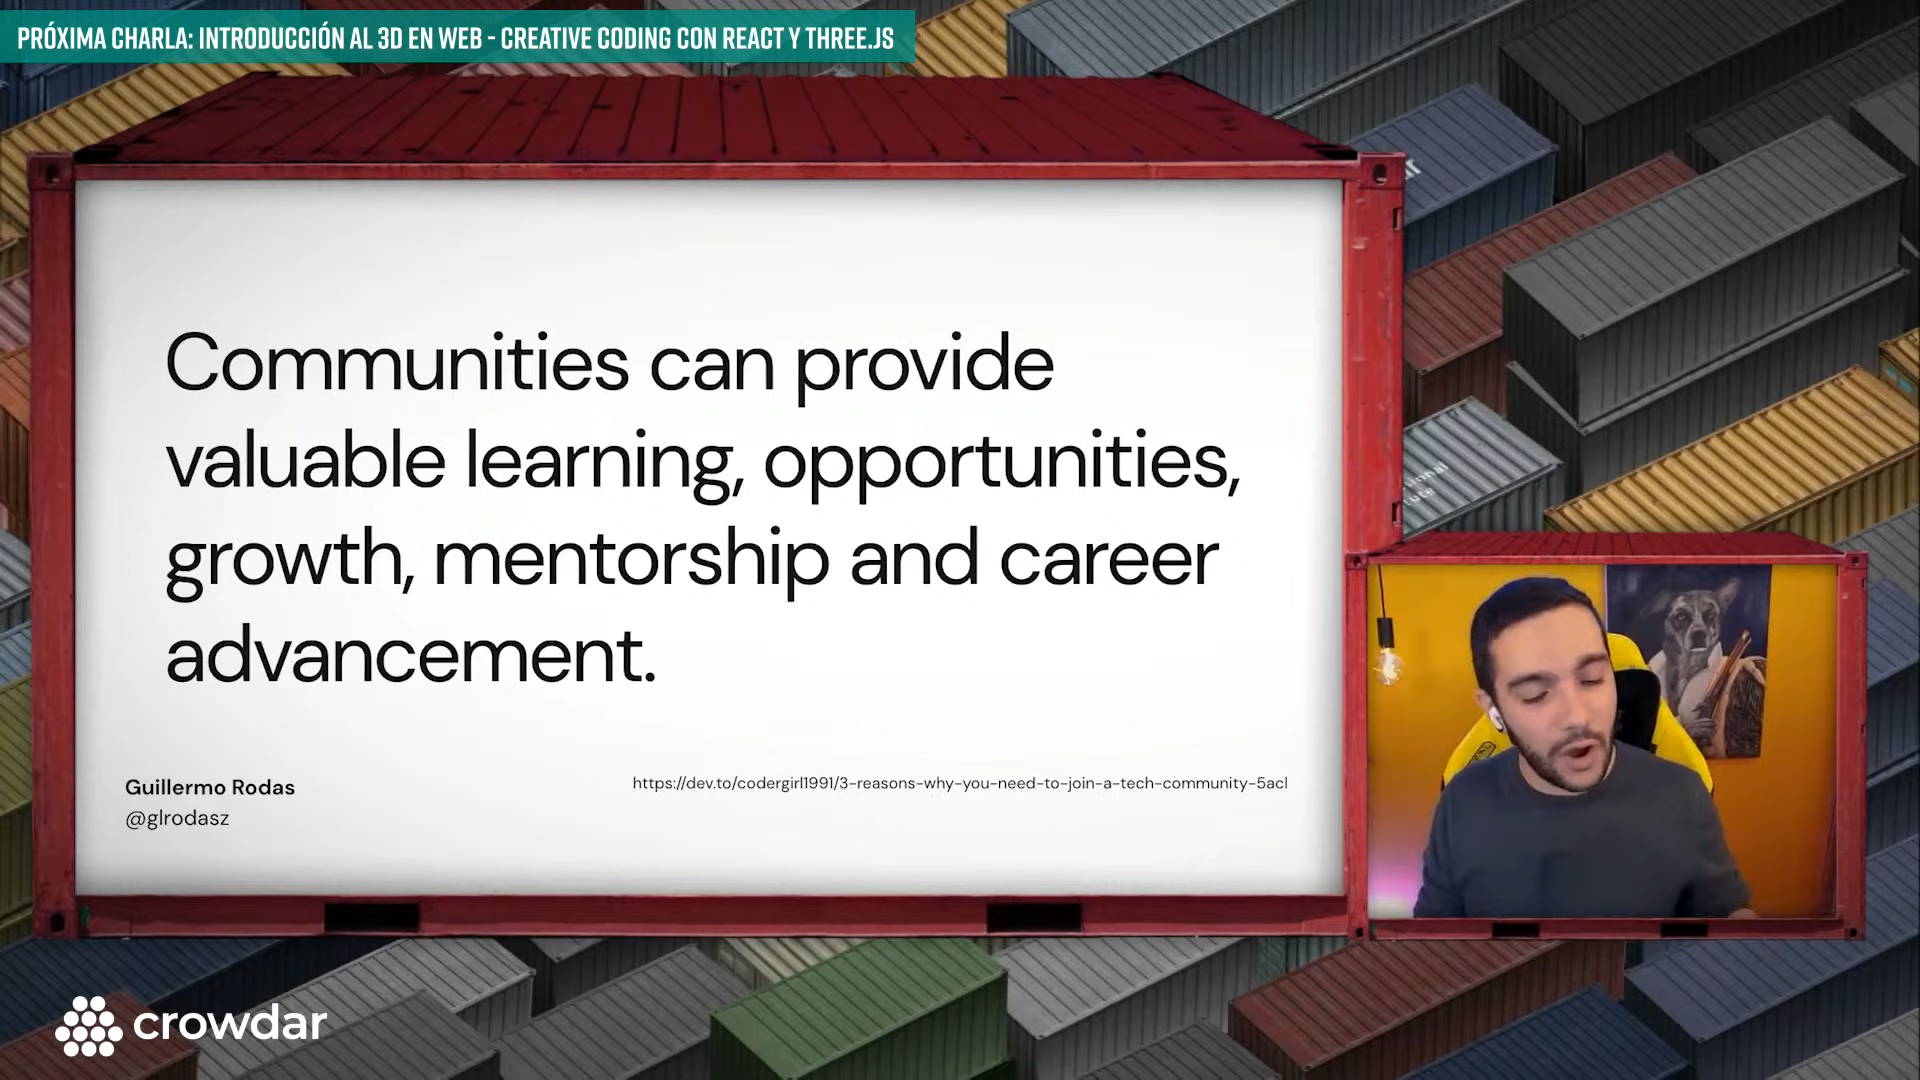 PRÓXIMA CHARLA: INTRODUCCIÓN AL 3D EN WEB - CREATIVE CODING CON REACT Y THREE.JS
Communities can provide
valuable learning, opportunities,
growth, mentorship and career
advancement.
Guillermo Rodas
@glrodasz
https://dev.to/codergirl1991/3-reasons-why-you-need-to-join-a-tech-community-5acl
crowdar